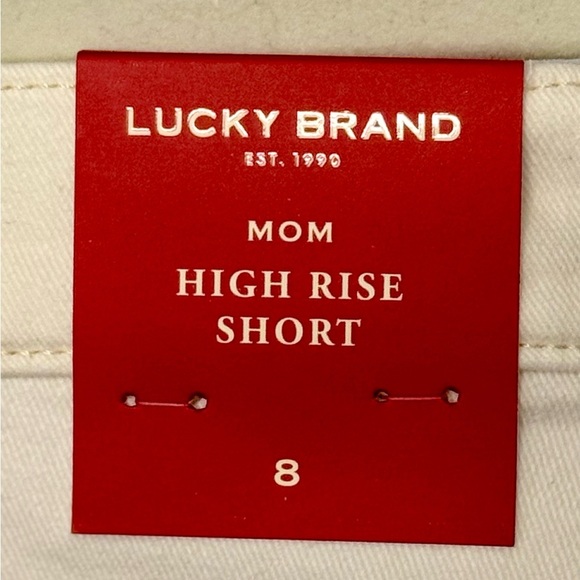 LUCKY BRAND
EST. 1990
MOM
HIGH RISE
SHORT
8